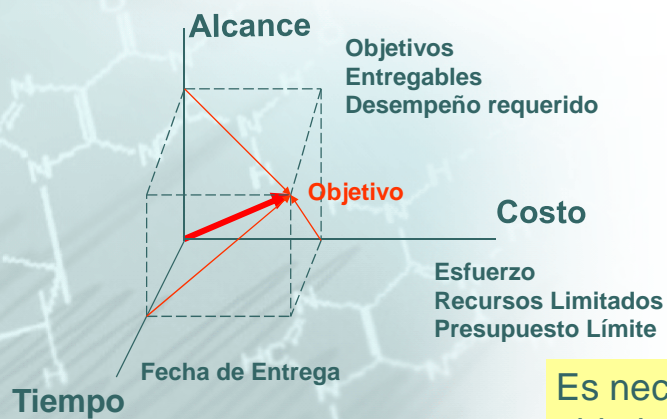 Alcance
Objetivos
Entregables
Desempeño requerido
Objetivo
Costo
Esfuerzo
Recursos Limitados
Presupuesto Límite
Fecha de Entrega
Tiempo
Es nec